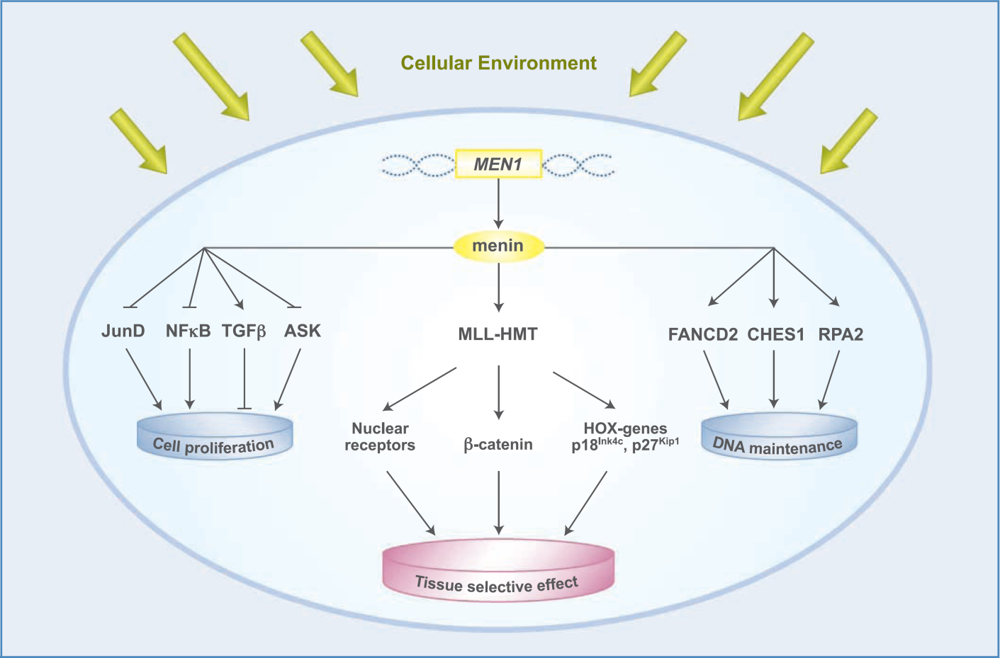 Cellular Environment
MEN1
menin
JunD NFκB TGFβ ASK
MLL-HMT
FANCD2 CHES1 RPA2
Nuclear
receptors
β-catenin
HOX-genes
p18Ink4c, p27Kip1
Cell proliferation
DNA maintenance
Tissue selective effect